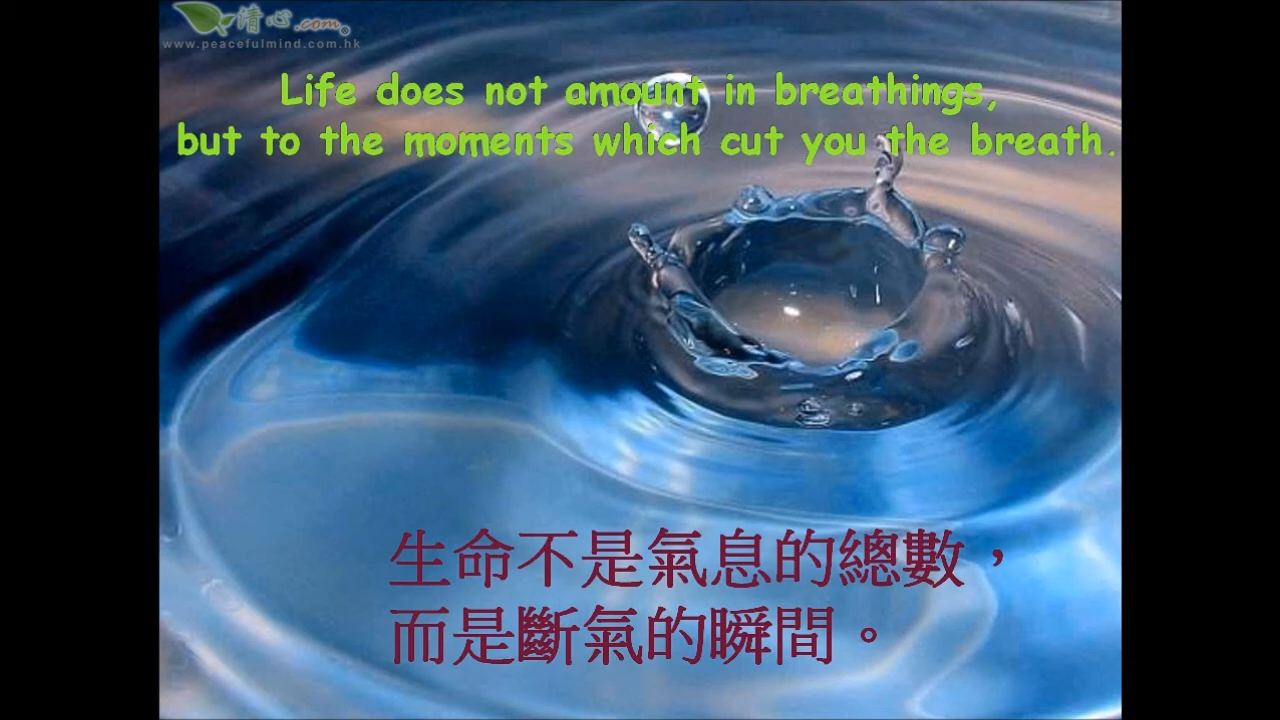 清心.com®
www.peacefulmind.com.hk
Life does not amount in breathings,
but to the moments which cut you the breath.
生命不是氣息的總數，
而是斷氣的瞬間。